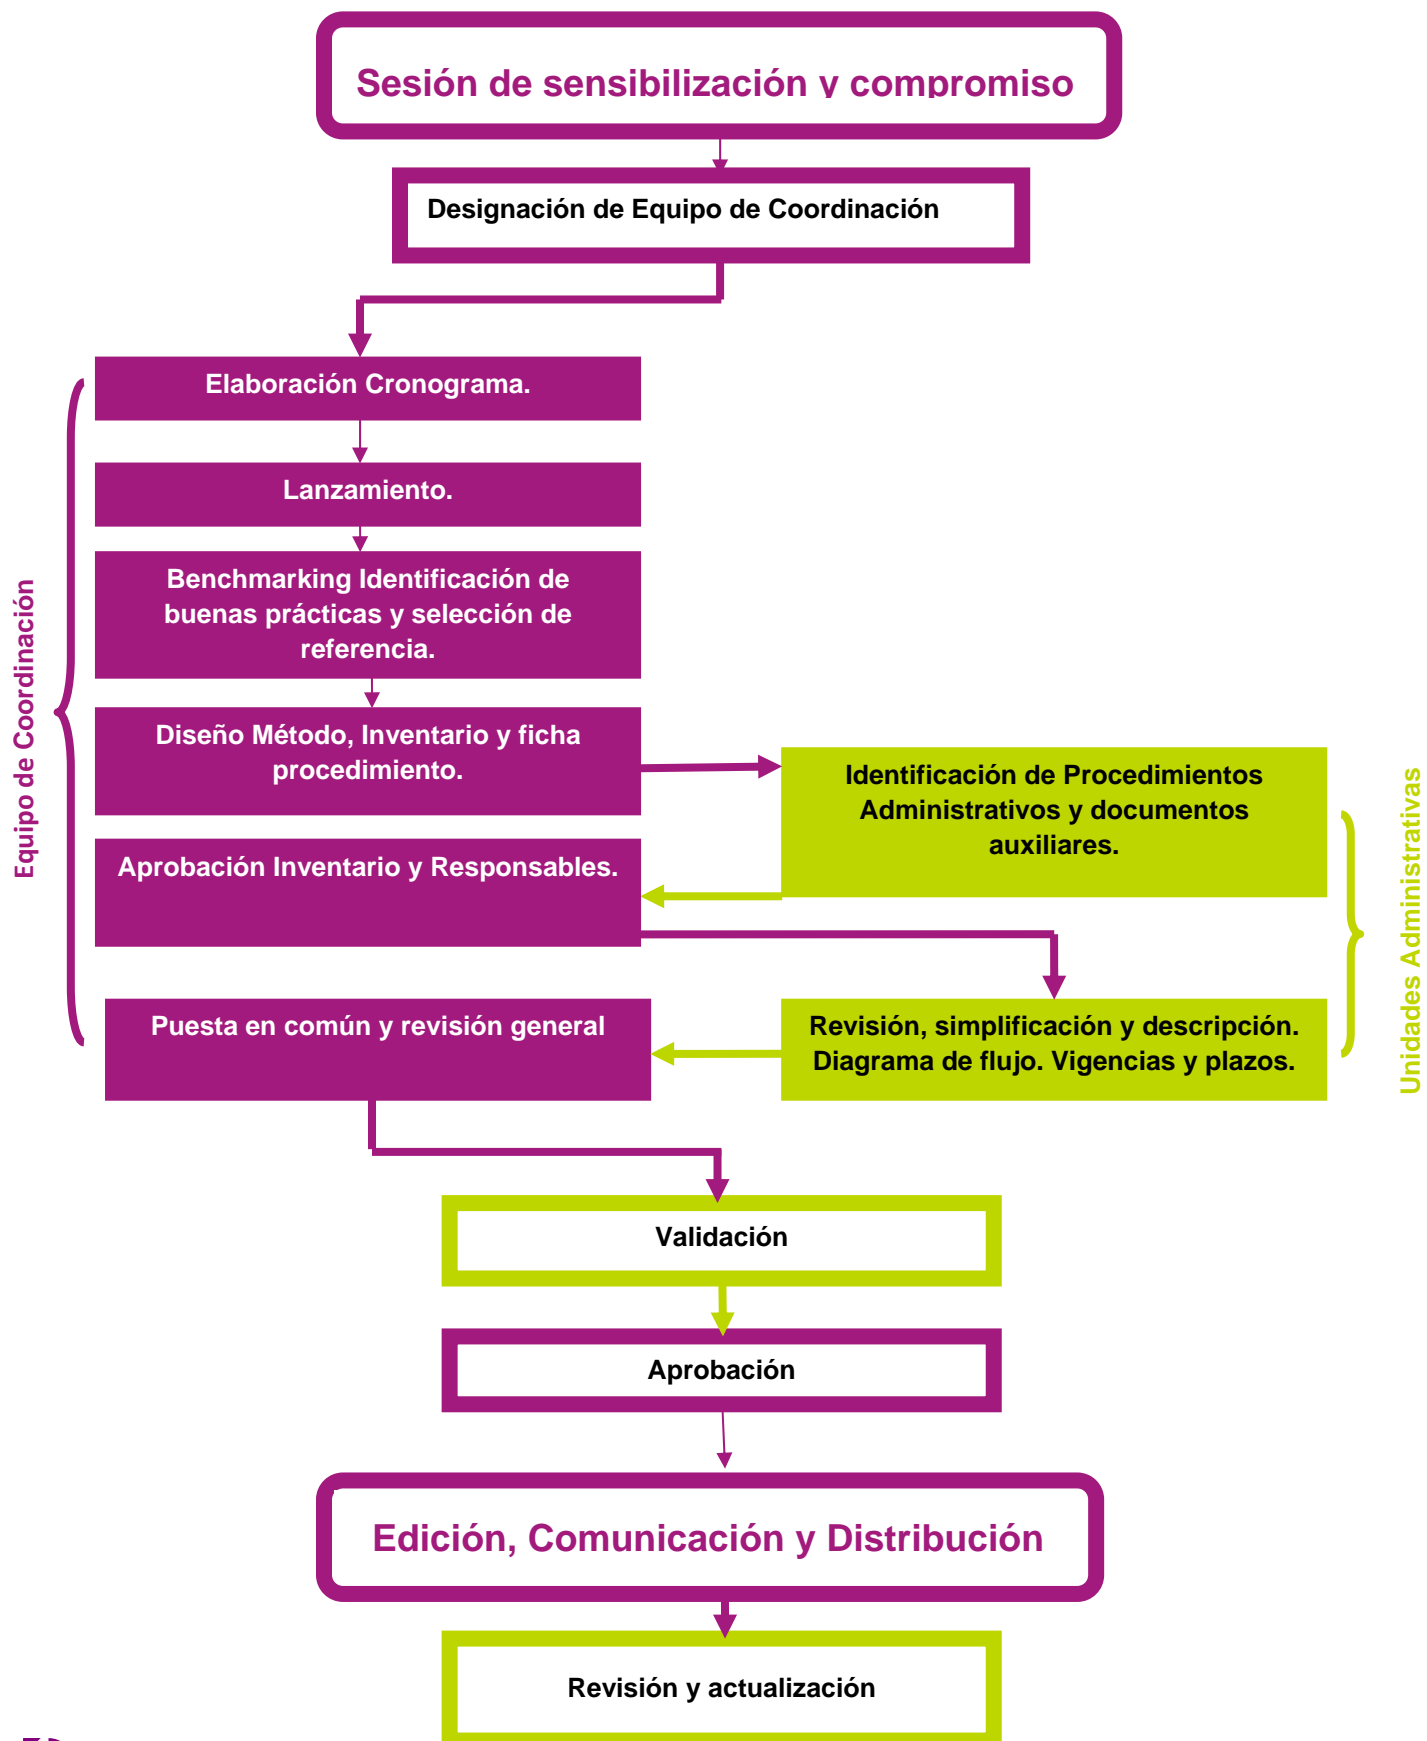 Sesión de sensibilización y compromiso
Designación de Equipo de Coordinación
Elaboración Cronograma.
Lanzamiento.
Benchmarking Identificación de
buenas prácticas y selección de
referencia.
Diseño Método, Inventario y ficha
procedimiento.
Identificación de Procedimientos
Administrativos y documentos
auxiliares.
Aprobación Inventario y Responsables.
Puesta en común y revisión general
Revisión, simplificación y descripción.
Diagrama de flujo. Vigencias y plazos.
Equipo de Coordinación
Unidades Administrativas
Validación
Aprobación
Edición, Comunicación y Distribución
Revisión y actualización